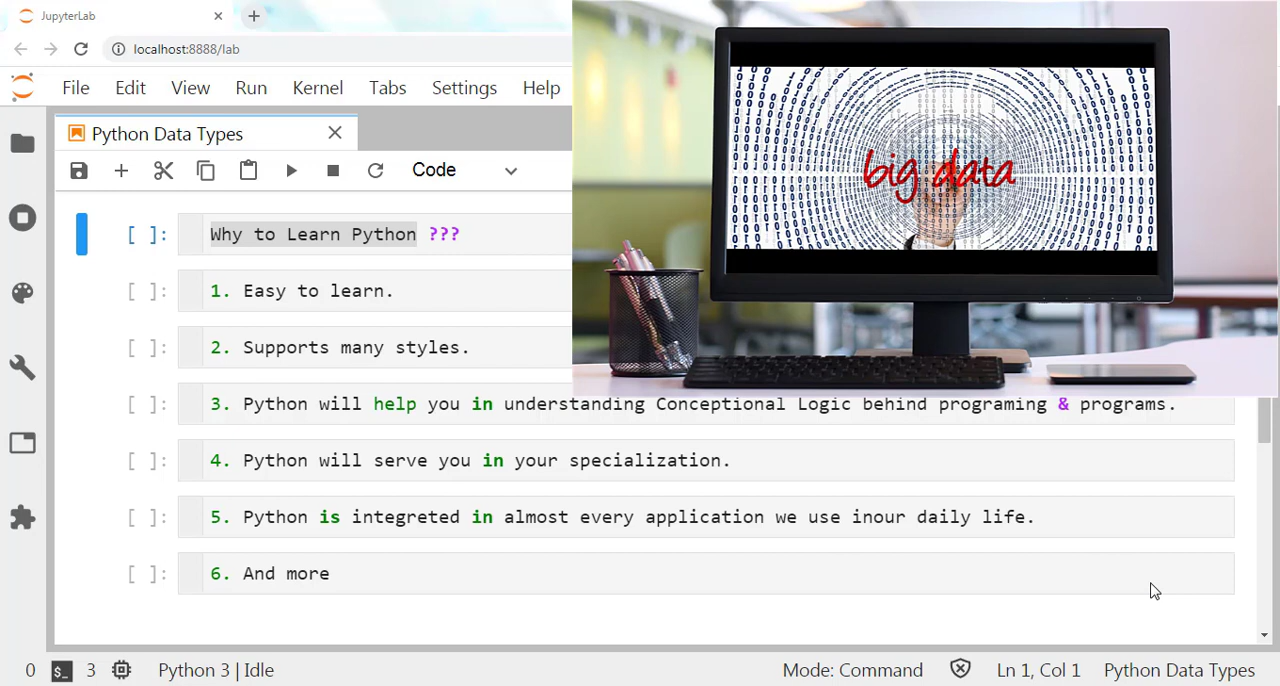 JupyterLab
localhost:8888/lab
File Edit View Run Kernel Tabs Settings Help
Python Data Types
Code
big data
[ ]: Why to Learn Python ???
[ ]: 1. Easy to learn.
[ ]: 2. Supports many styles.
[ ]: 3. Python will help you in understanding Conceptional Logic behind programing & programs.
[ ]: 4. Python will serve you in your specialization.
[ ]: 5. Python is integreted in almost every application we use inour daily life.
[ ]: 6. And more
0 $_ 3 Python 3 | Idle Mode: Command Ln 1, Col 1 Python Data Types